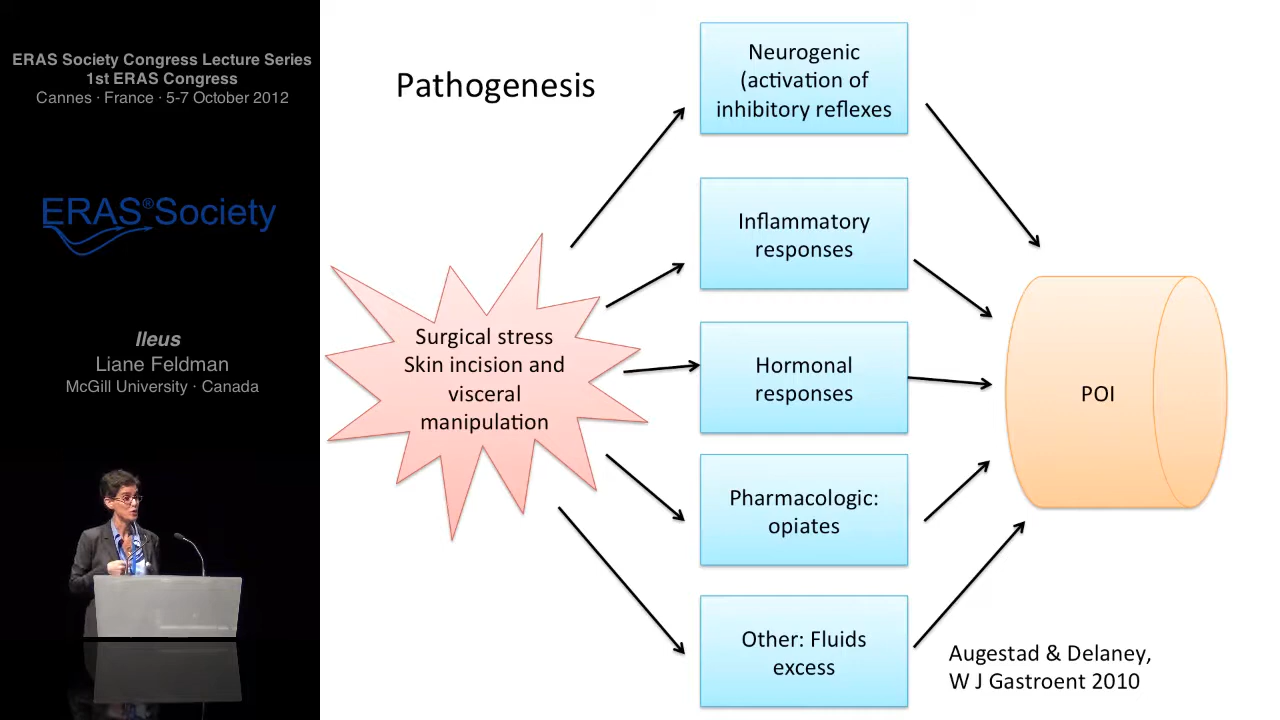 ERAS Society Congress Lecture Series
1st ERAS Congress
Cannes · France · 5-7 October 2012
ERAS®Society
Ileus
Liane Feldman
McGill University · Canada
Pathogenesis
Surgical stress
Skin incision and
visceral
manipulation
Neurogenic
(activation of
inhibitory reflexes
Inflammatory
responses
Hormonal
responses
Pharmacologic:
opiates
Other: Fluids
excess
POI
Augestad & Delaney,
W J Gastroent 2010